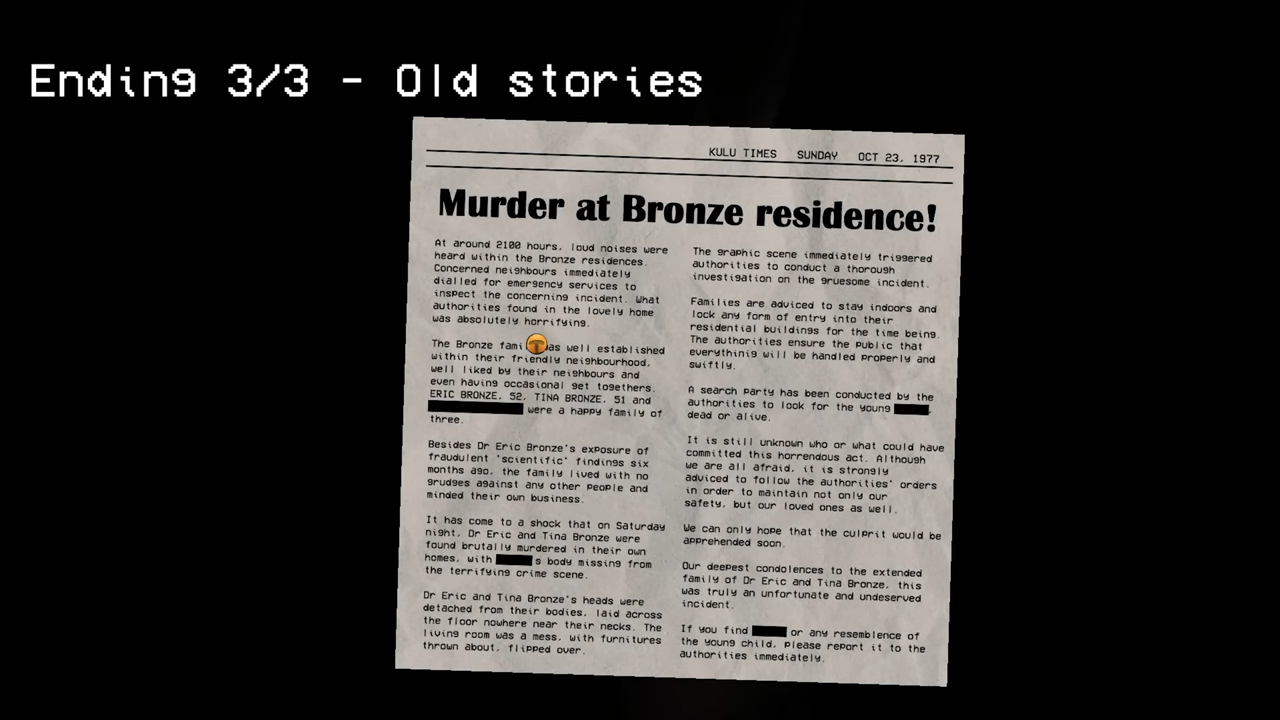 Ending 3/3 - Old stories
KULU TIMES SUNDAY OCT 23, 1977
Murder at Bronze residence!
At around 2100 hours, loud noises were
heard within the Bronze residences.
Concerned neighbours immediately
dialled for emergency services to
inspect the concerning incident. What
authorities found in the lovely home
was absolutely horrifying.
The Bronze as well established
within their friendly neighbourhood,
well liked by their neighbours and
even having occasional get togethers.
ERIC BRONZE, 52, TINA BRONZE, 51 and
were a happy family of
three.
Besides Dr Eric Bronze's exposure of
fraudulent 'scientific' findings six
months ago, the family lived with no
grudges against any other people and
minded their own business.
It has come to a shock that on Saturday
night, Dr Eric and Tina Bronze were
found brutally murdered in their own
homes, with s body missing from
the terrifying crime scene.
Dr Eric and Tina Bronze's heads were
detached from their bodies, laid across
the floor nowhere near their necks. The
living room was a mess, with furnitures
thrown about, flipped over.
The graphic scene immediately triggered
authorities to conduct a thorough
investigation on the gruesome incident.
Families are adviced to stay indoors and
lock any form of entry into their
residential buildings for the time being.
The authorities ensure the public that
everythinig will be handled properly and
swiftly.
A search party has been conducted by the
authorities to look for the young ,
dead or alive.
It is still unknown who or what could have
committed this horrendous act. Although
we are all afraid, it is strongly
adviced to follow the authorities' orders
in order to maintain not only our
safety, but our loved ones as well.
We can only hope that the culprit would be
apprehended soon.
Our deepest condolences to the extended
family of Dr Eric and Tina Bronze, this
was truly an unfortunate and undeserved
incident.
If you find or any resemblence of
the young child, please report it to the
authorities immediately.